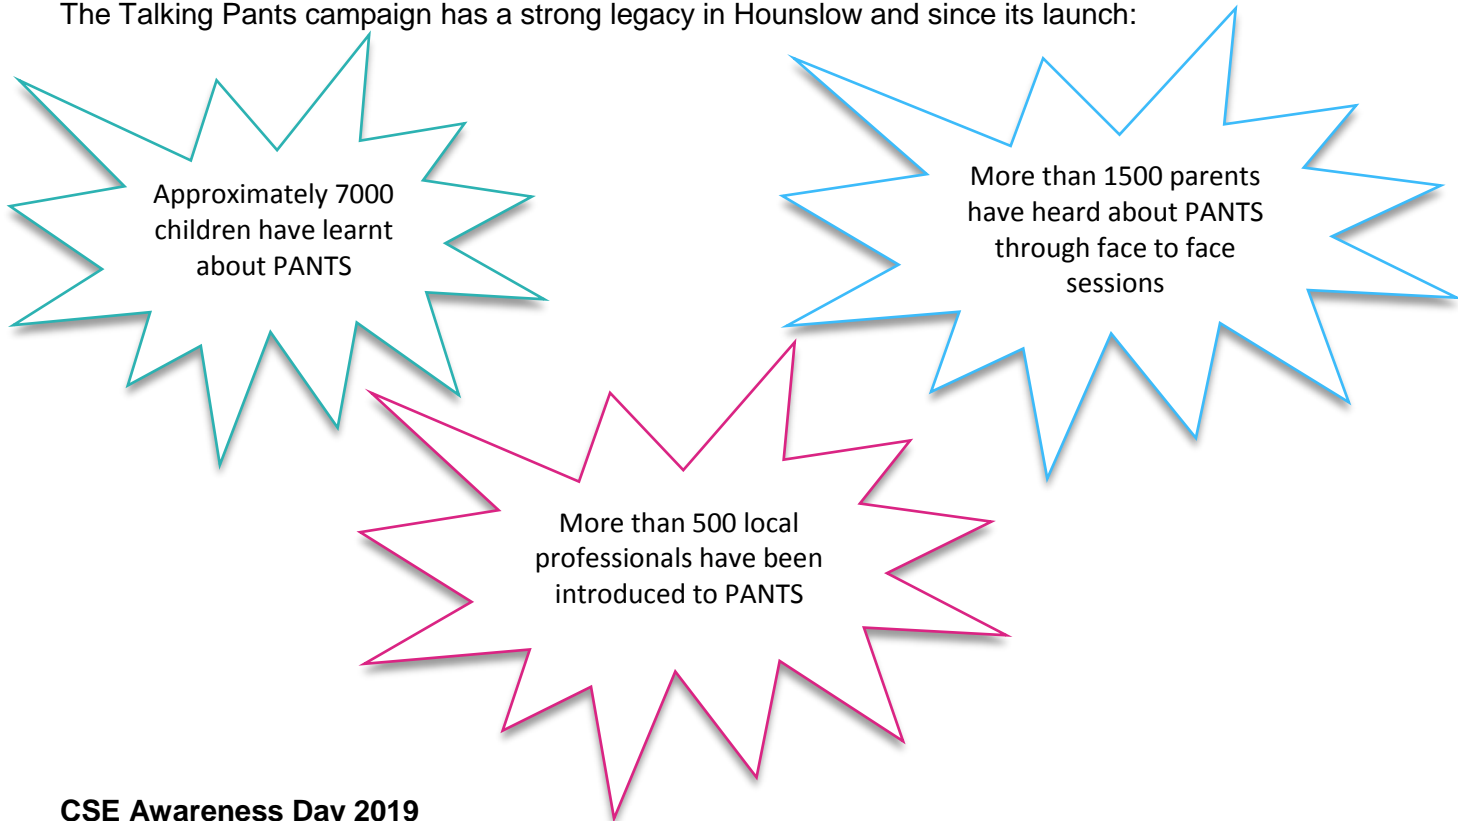 The Talking Pants campaign has a strong legacy in Hounslow and since its launch:
Approximately 7000
children have learnt
about PANTS
More than 1500 parents
have heard about PANTS
through face to face
sessions
More than 500 local
professionals have been
introduced to PANTS
CSE Awareness Day 2019